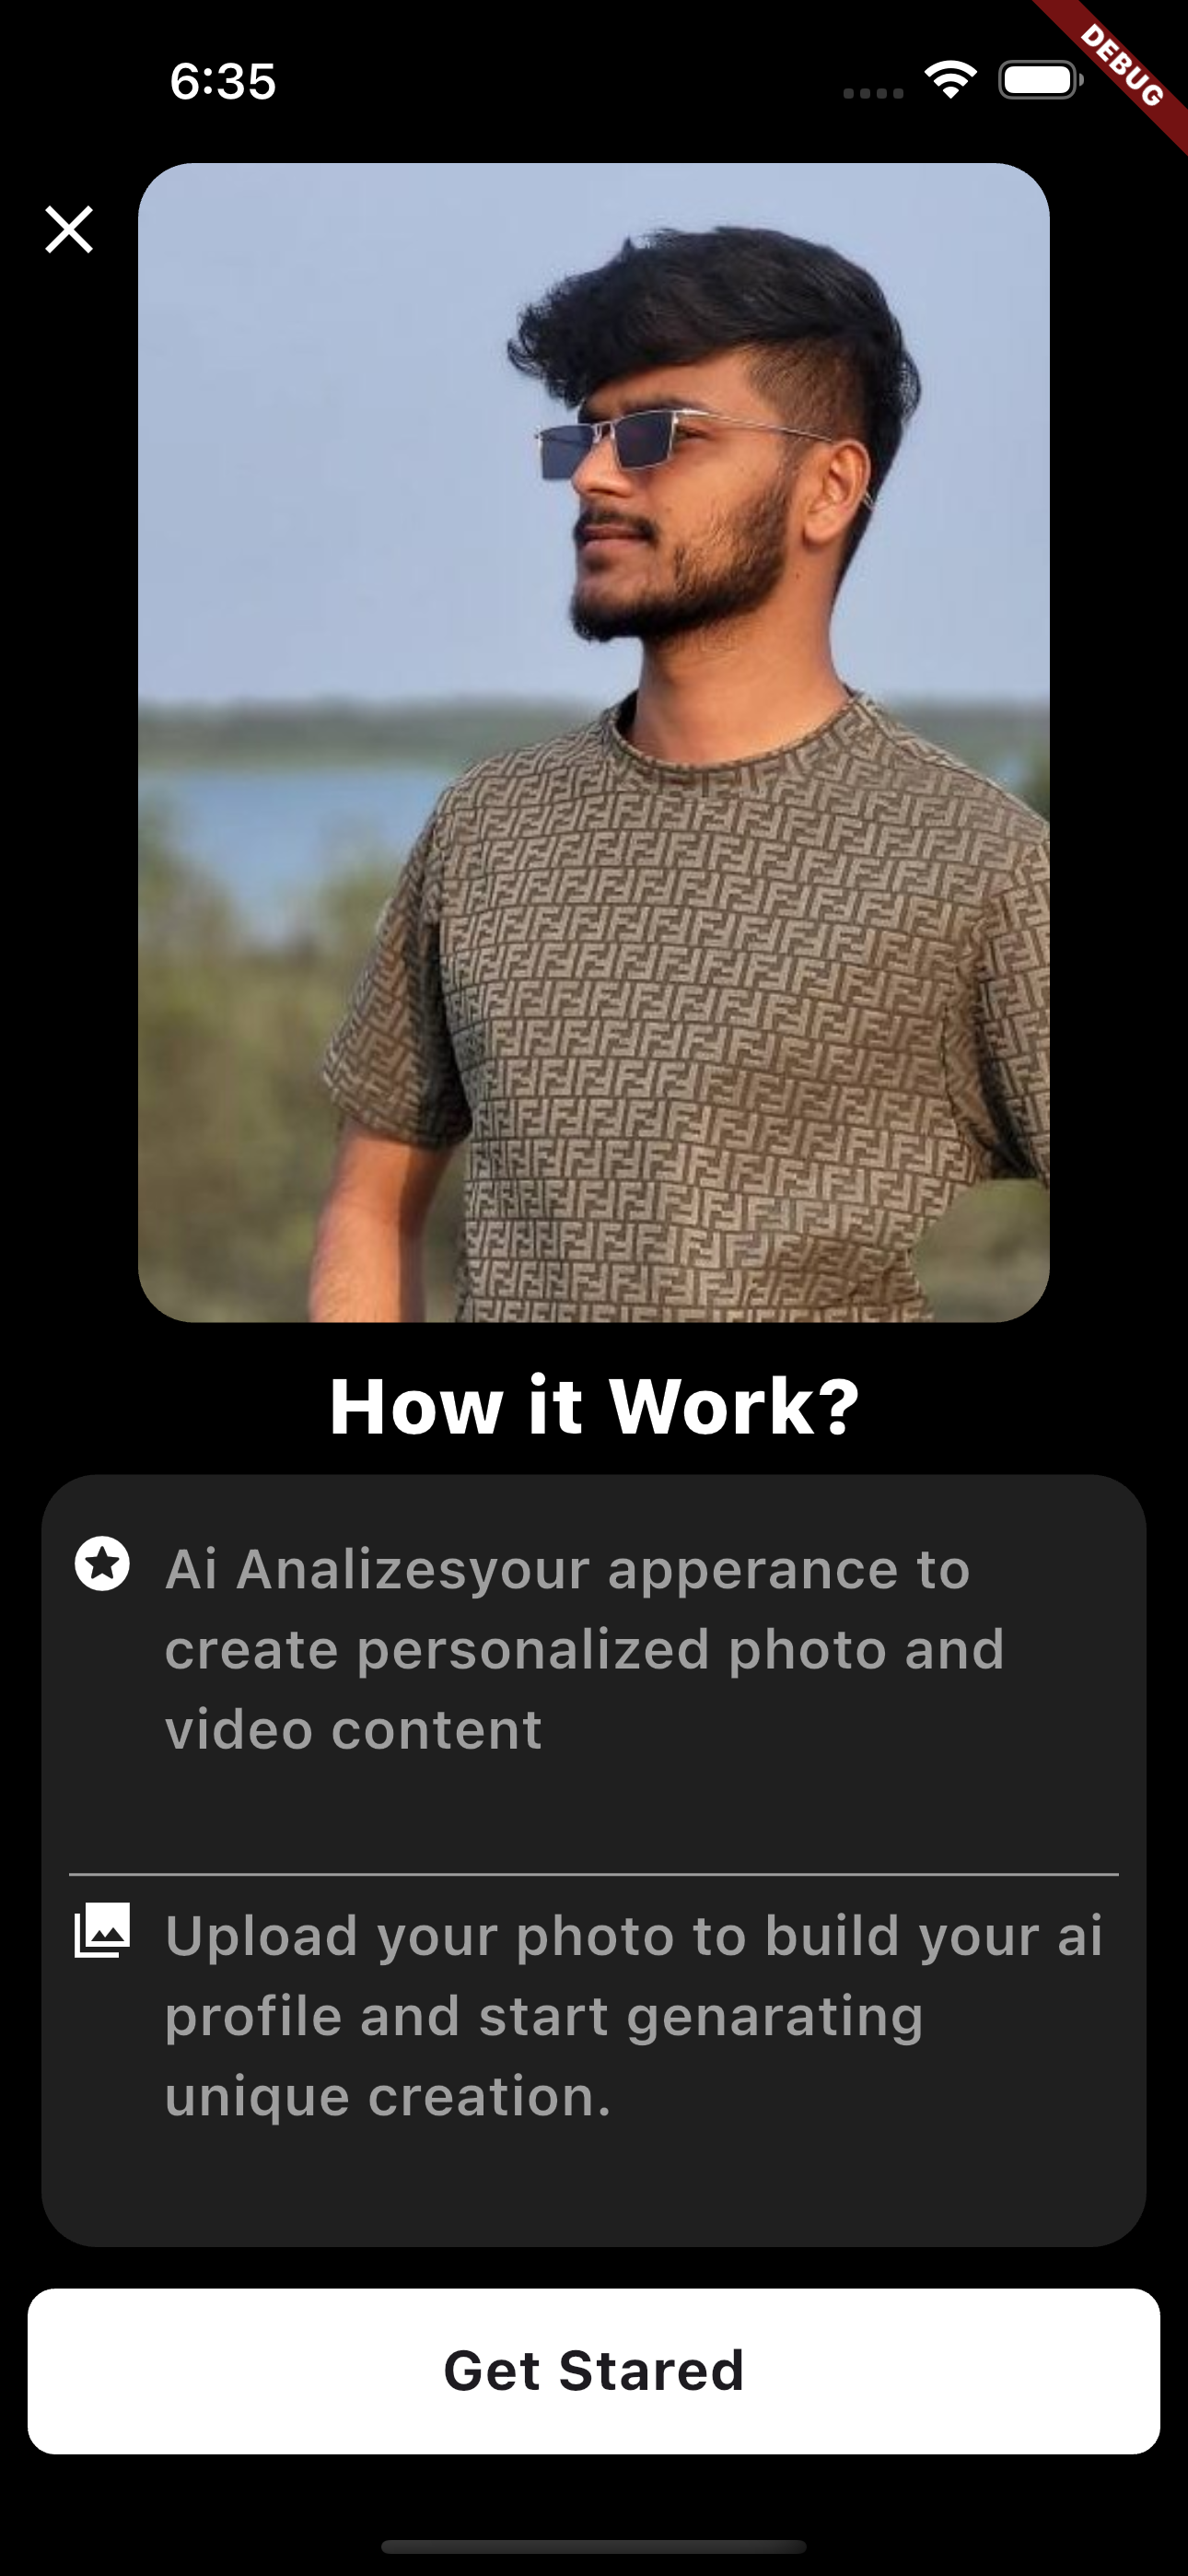 6:35
DEBUG
How it Work?
Ai Analizesyour apperance to
create personalized photo and
video content
Upload your photo to build your ai
profile and start genarating
unique creation.
Get Stared